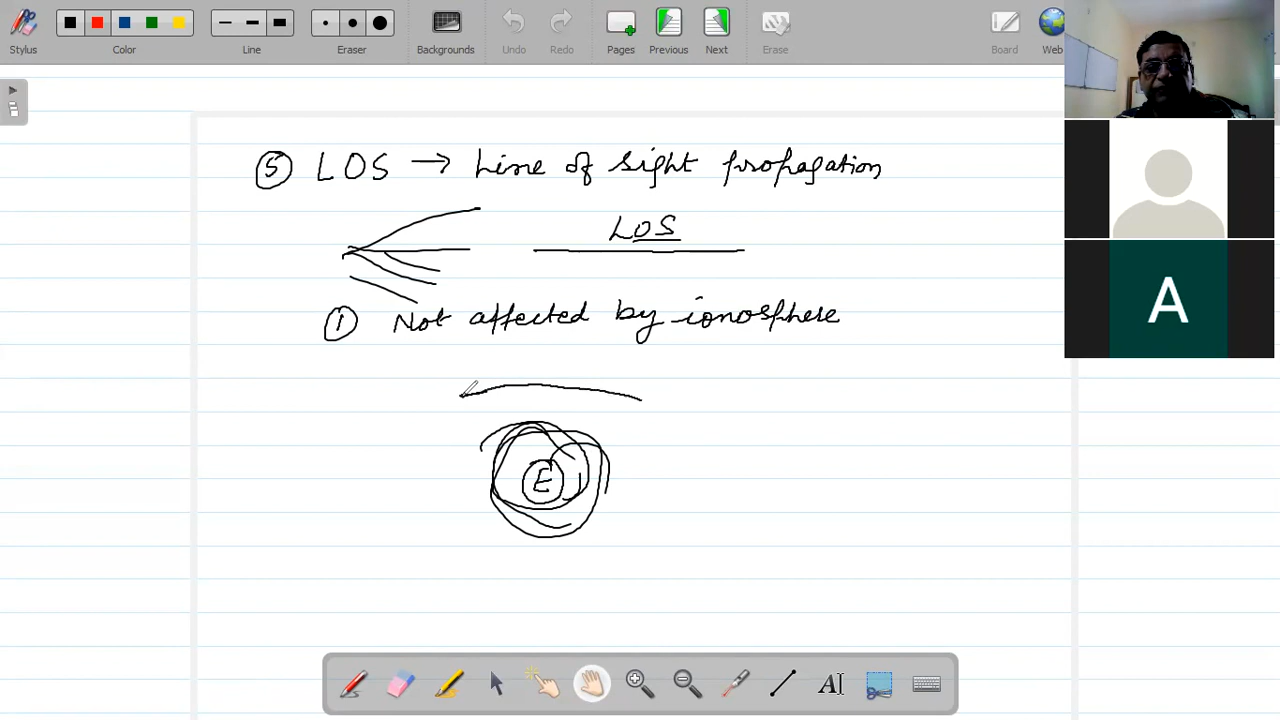 Stylus
Color
Line
Eraser
Backgrounds
Undo
Redo
Pages
Previous
Next
Erase
Board
Web
⑤ LOS → Line of sight propagation
LOS
① Not affected by ionosphere
E
A
AI